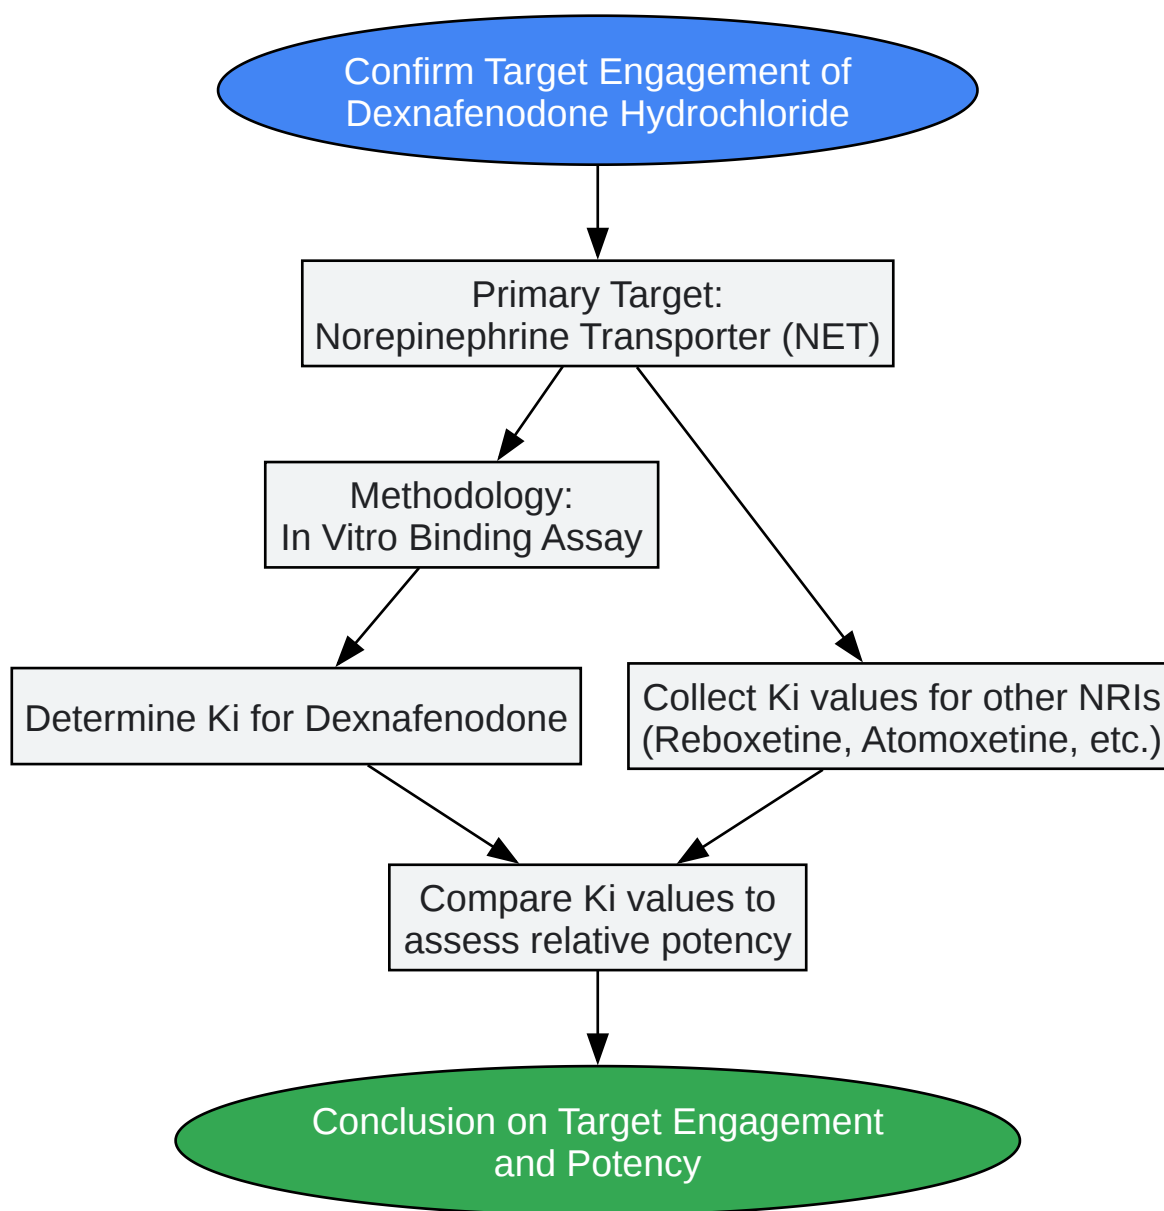 Confirm Target Engagement of
Dexnafenodone Hydrochloride
Primary Target:
Norepinephrine Transporter (NET)
Methodology:
In Vitro Binding Assay
Determine Ki for Dexnafenodone
Collect Ki values for other NRIs
(Reboxetine, Atomoxetine, etc.)
Compare Ki values to
assess relative potency
Conclusion on Target Engagement
and Potency